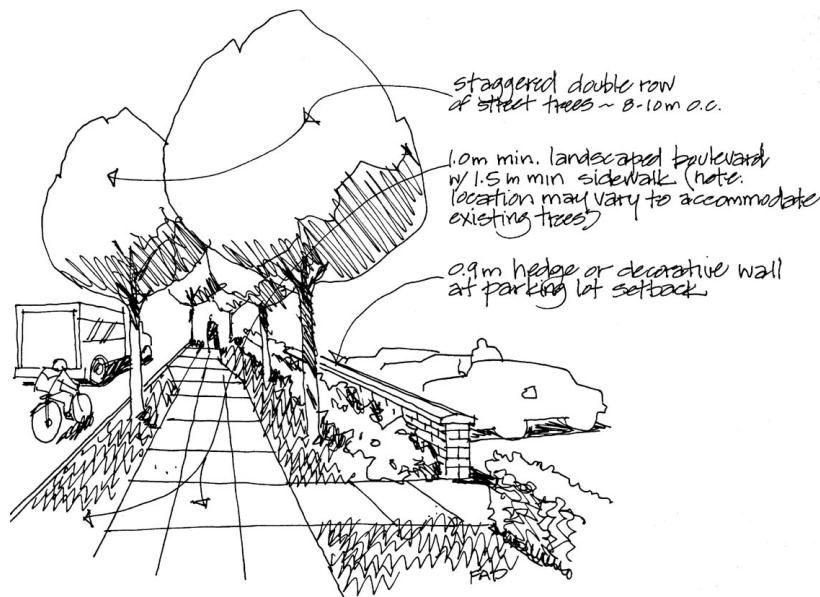 staggered double row
of street trees ~ 8-10m o.c.
1.0m min. landscaped boulevard
w/ 1.5m min sidewalk (note:
location may vary to accommodate
existing trees)
0.9m hedge or decorative wall
at parking lot setback
FAD